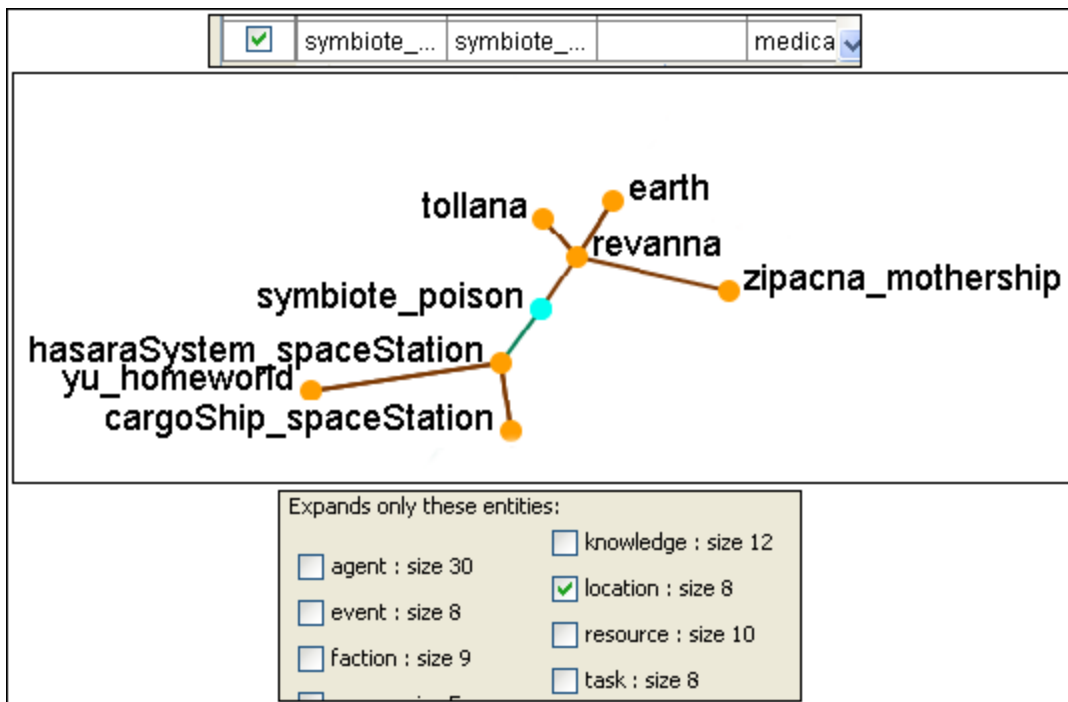 symbiote_... symbiote_... medica
earth
tollana
revanna
zipacna_mothership
symbiote_poison
hasaraSystem_spaceStation
yu_homeworld
cargoShip_spaceStation
Expands only these entities:
knowledge : size 12
agent : size 30
location : size 8
event : size 8
resource : size 10
faction : size 9
task : size 8